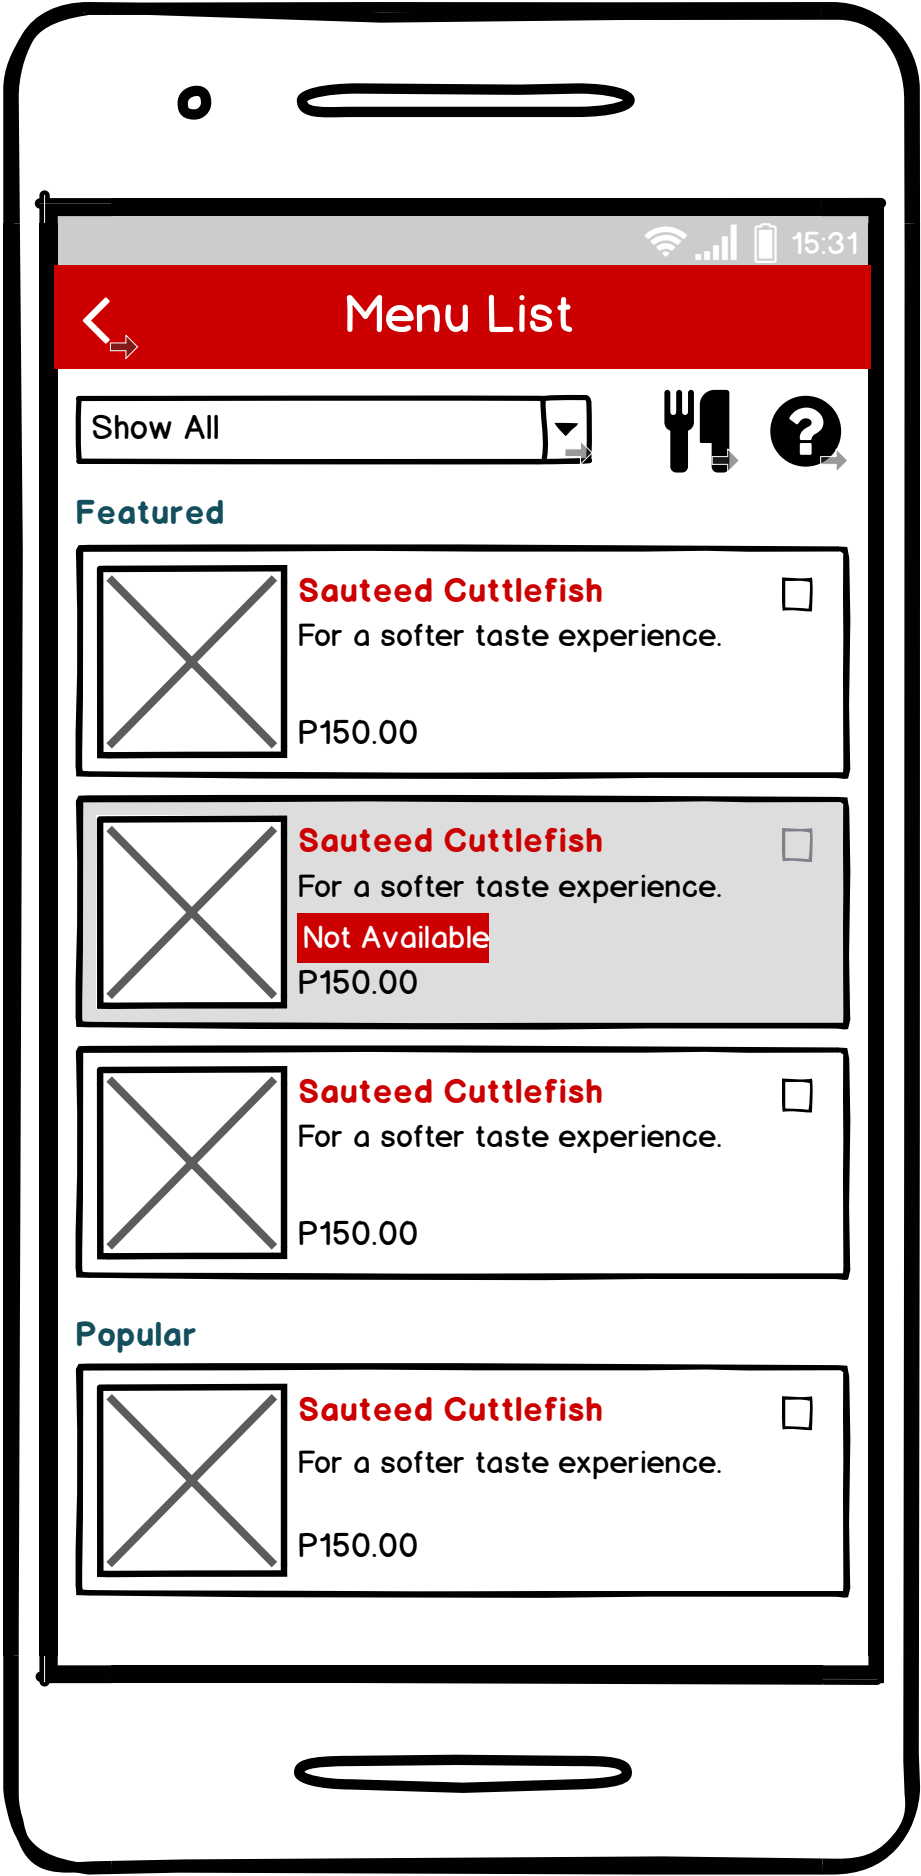 15:31
Menu List
Show All
Featured
Sauteed Cuttlefish
For a softer taste experience.
P150.00
Sauteed Cuttlefish
For a softer taste experience.
Not Available
P150.00
Sauteed Cuttlefish
For a softer taste experience.
P150.00
Popular
Sauteed Cuttlefish
For a softer taste experience.
P150.00